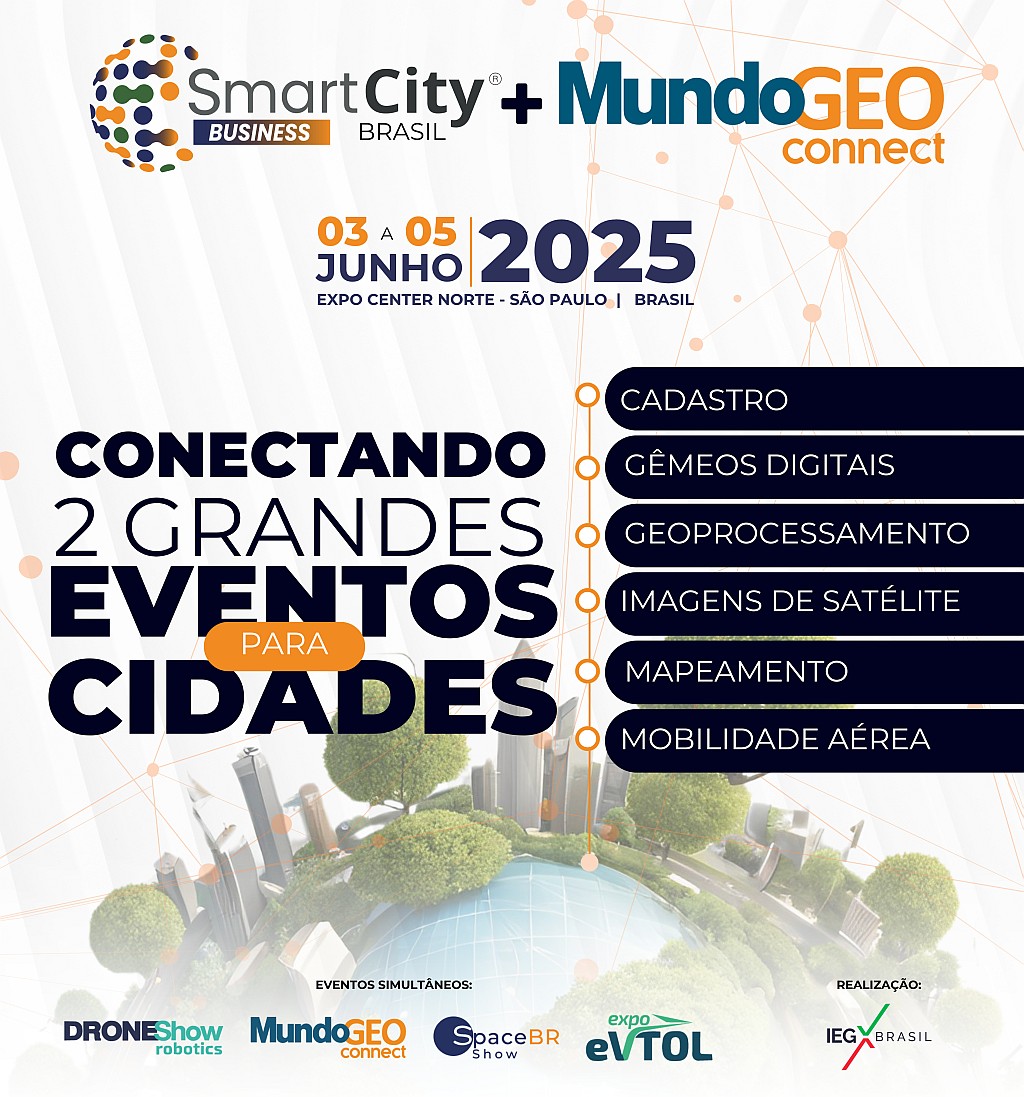 SmartCity® + MundoGEO
BUSINESS BRASIL connect
03 A 05 JUNHO | 2025
EXPO CENTER NORTE - SÃO PAULO | BRASIL
CONECTANDO
2 GRANDES
EVENTOS
PARA
CIDADES
CADASTRO
GÊMEOS DIGITAIS
GEOPROCESSAMENTO
IMAGENS DE SATÉLITE
MAPEAMENTO
MOBILIDADE AÉREA
EVENTOS SIMULTÂNEOS:
DRONEShow
robotics
MundoGEO
connect
SpaceBR
Show
expo
eVTOL
REALIZAÇÃO:
IEG BRASIL